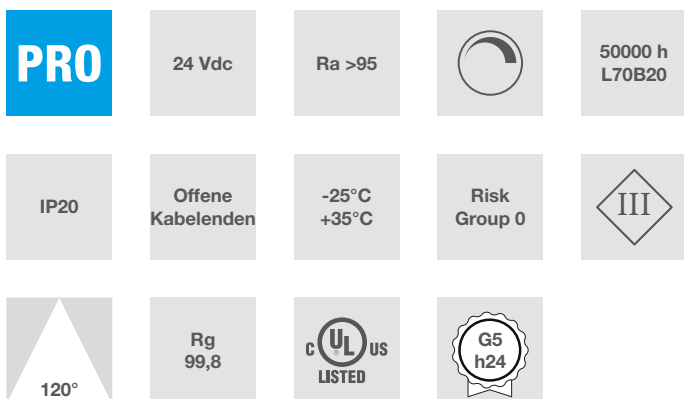 PRO
24 Vdc
Ra >95
50000 h
L70B20
IP20
Offene
Kabelenden
-25°C
+35°C
Risk
Group 0
III
120°
Rg
99,8
C UL US
®
LISTED
G5
h24